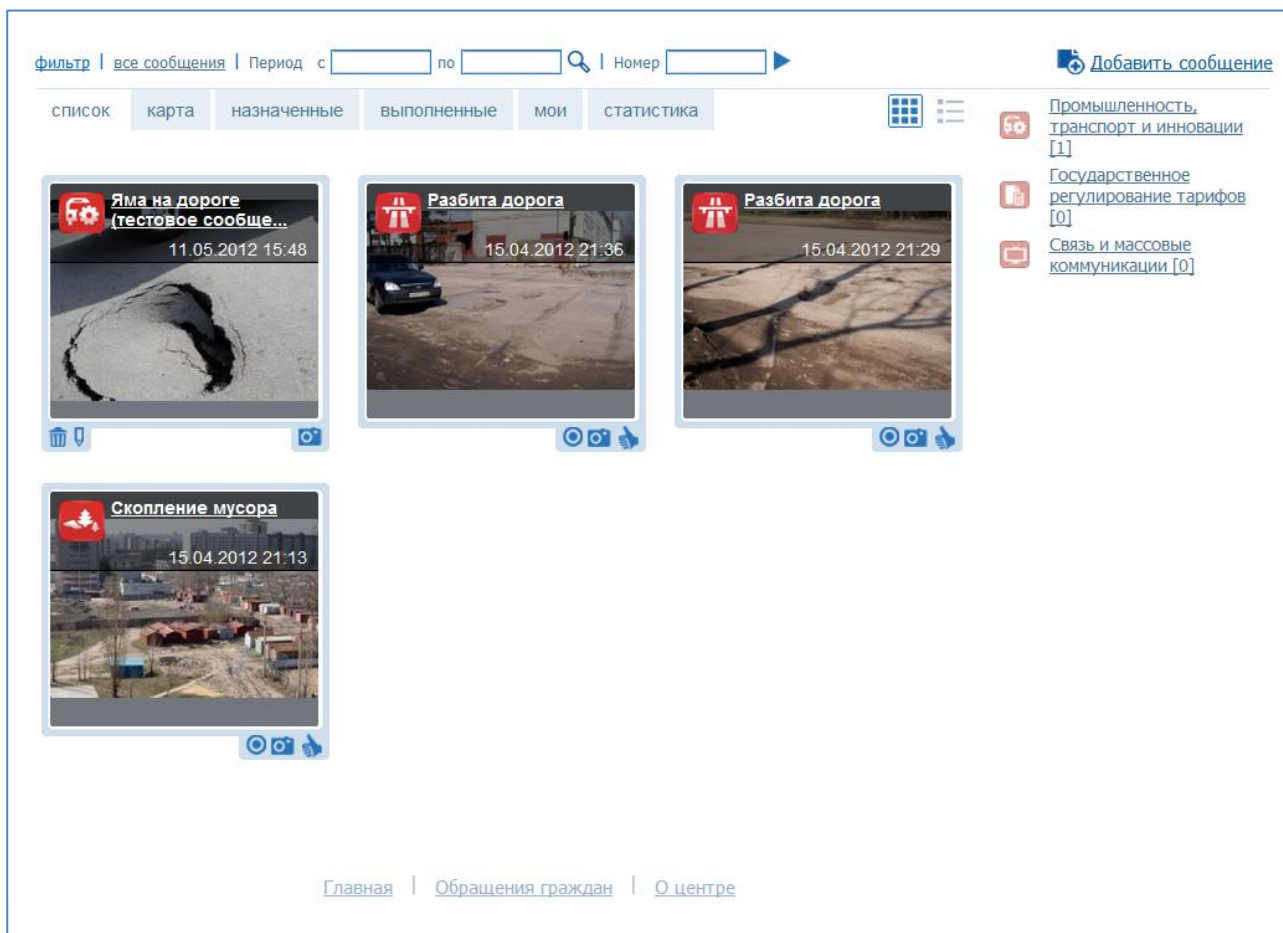 фильтр | все сообщения | Период с по | Номер
Добавить сообщение
список карта назначенные выполненные мои статистика
Промышленность,
транспорт и инновации
[1]
Государственное
регулирование тарифов
[0]
Связь и массовые
коммуникации [0]
Яма на дороге
(тестовое сообще...
11.05.2012 15:48
Разбита дорога
15.04.2012 21:36
Разбита дорога
15.04.2012 21:29
Скопление мусора
15.04.2012 21:13
Главная | Обращения граждан | О центре